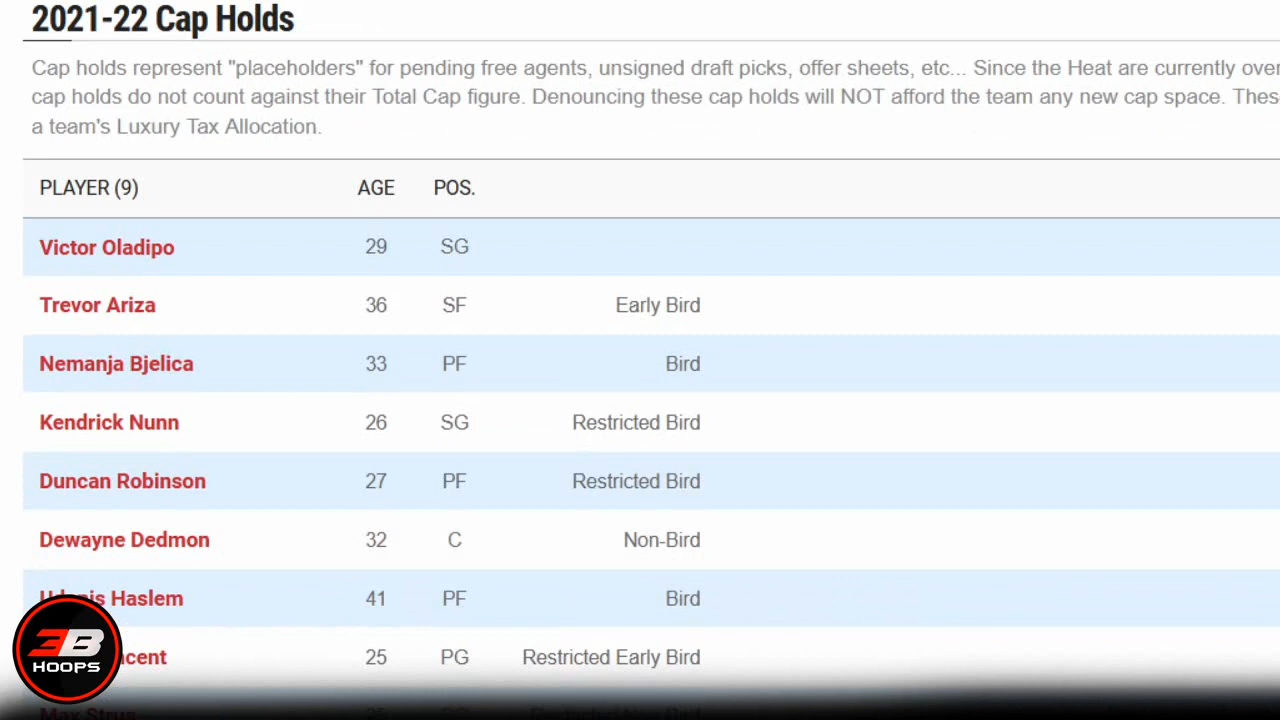 2021-22 Cap Holds
Cap holds represent "placeholders" for pending free agents, unsigned draft picks, offer sheets, etc... Since the Heat are currently over
cap holds do not count against their Total Cap figure. Denouncing these cap holds will NOT afford the team any new cap space. Thes
a team's Luxury Tax Allocation.
PLAYER (9) AGE POS.
Victor Oladipo 29 SG
Trevor Ariza 36 SF Early Bird
Nemanja Bjelica 33 PF Bird
Kendrick Nunn 26 SG Restricted Bird
Duncan Robinson 27 PF Restricted Bird
Dewayne Dedmon 32 C Non-Bird
Haslem 41 PF Bird
ncent 25 PG Restricted Early Bird
Max Strus
3B
HOOPS